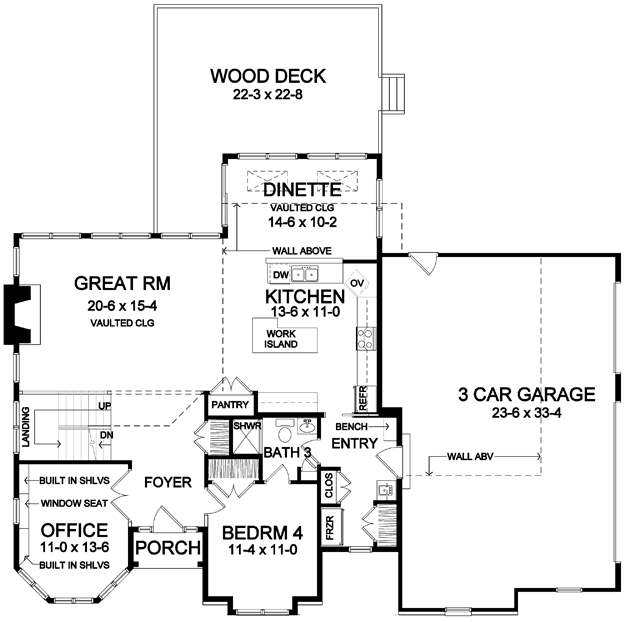 WOOD DECK
22-3 x 22-8
DINETTE
VAULTED CLG
14-6 x 10-2
WALL ABOVE
DW
OV
GREAT RM
20-6 x 15-4
VAULTED CLG
KITCHEN
13-6 x 11-0
WORK
ISLAND
REFR
3 CAR GARAGE
23-6 x 33-4
WALL ABV
PANTRY
LANDING
UP
DN
SHWR
BATH 3
BENCH
ENTRY
CLOS
FRZR
FOYER
BUILT IN SHLVS
WINDOW SEAT
OFFICE
11-0 x 13-6
BUILT IN SHLVS
PORCH
BEDRM 4
11-4 x 11-0